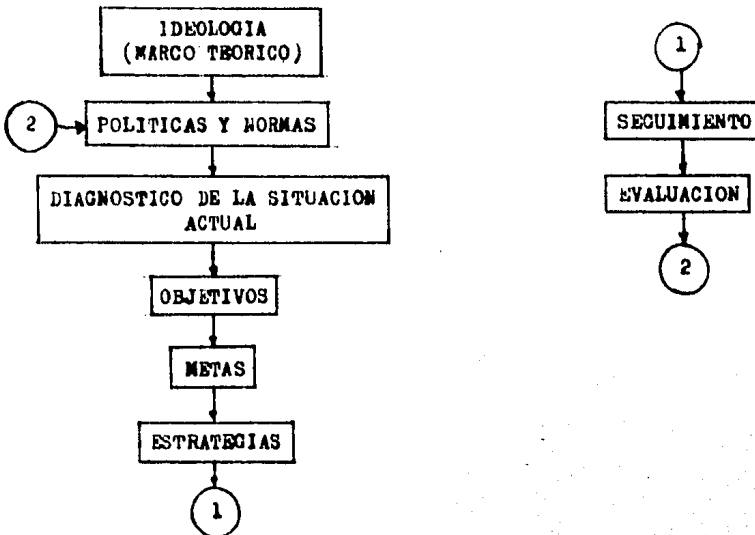 IDEOLOGIA
(MARCO TEORICO)
2
POLITICAS Y NORMAS
DIAGNOSTICO DE LA SITUACION
ACTUAL
OBJETIVOS
METAS
ESTRATEGIAS
1
1
SEGUIMIENTO
EVALUACION
2